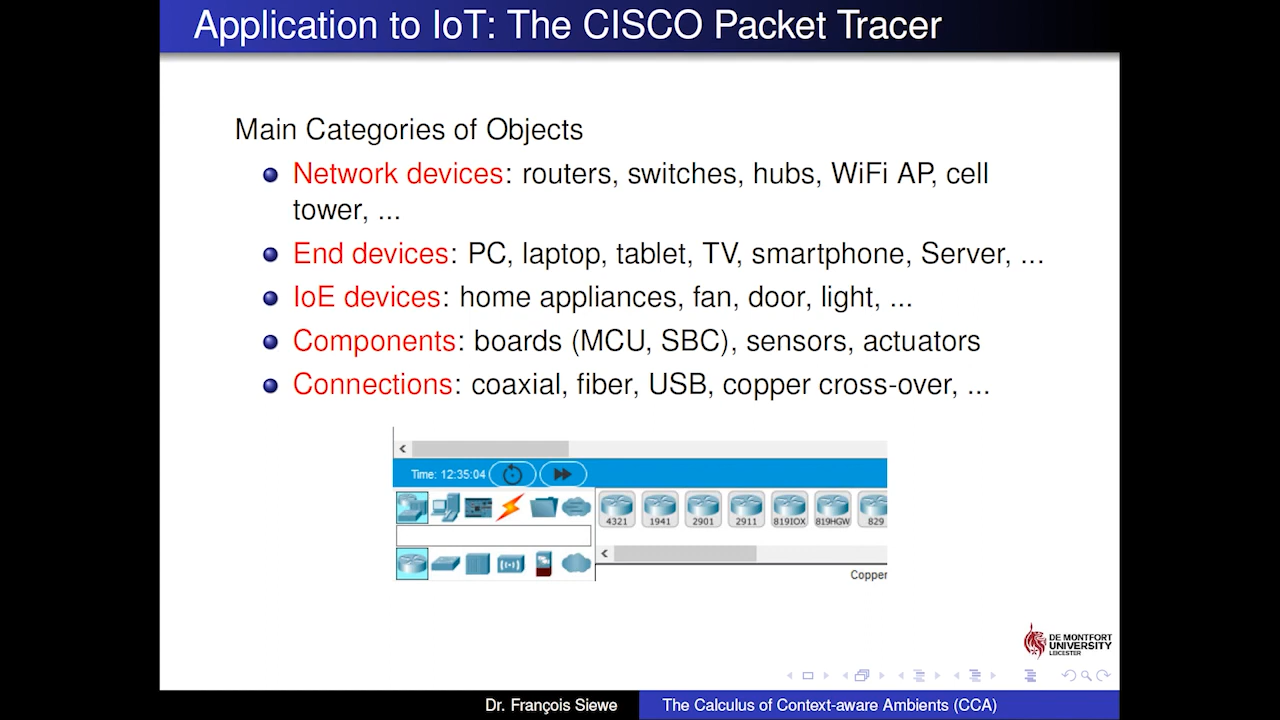 Application to IoT: The CISCO Packet Tracer
Main Categories of Objects
Network devices: routers, switches, hubs, WiFi AP, cell
tower, ...
End devices: PC, laptop, tablet, TV, smartphone, Server, ...
IoE devices: home appliances, fan, door, light, ...
Components: boards (MCU, SBC), sensors, actuators
Connections: coaxial, fiber, USB, copper cross-over, ...
Time: 12:35:04
4321 1941 2901 2911 819IOX 819HGW 829
Copper
DE MONTFORT
UNIVERSITY
LEICESTER
Dr. François Siewe The Calculus of Context-aware Ambients (CCA)